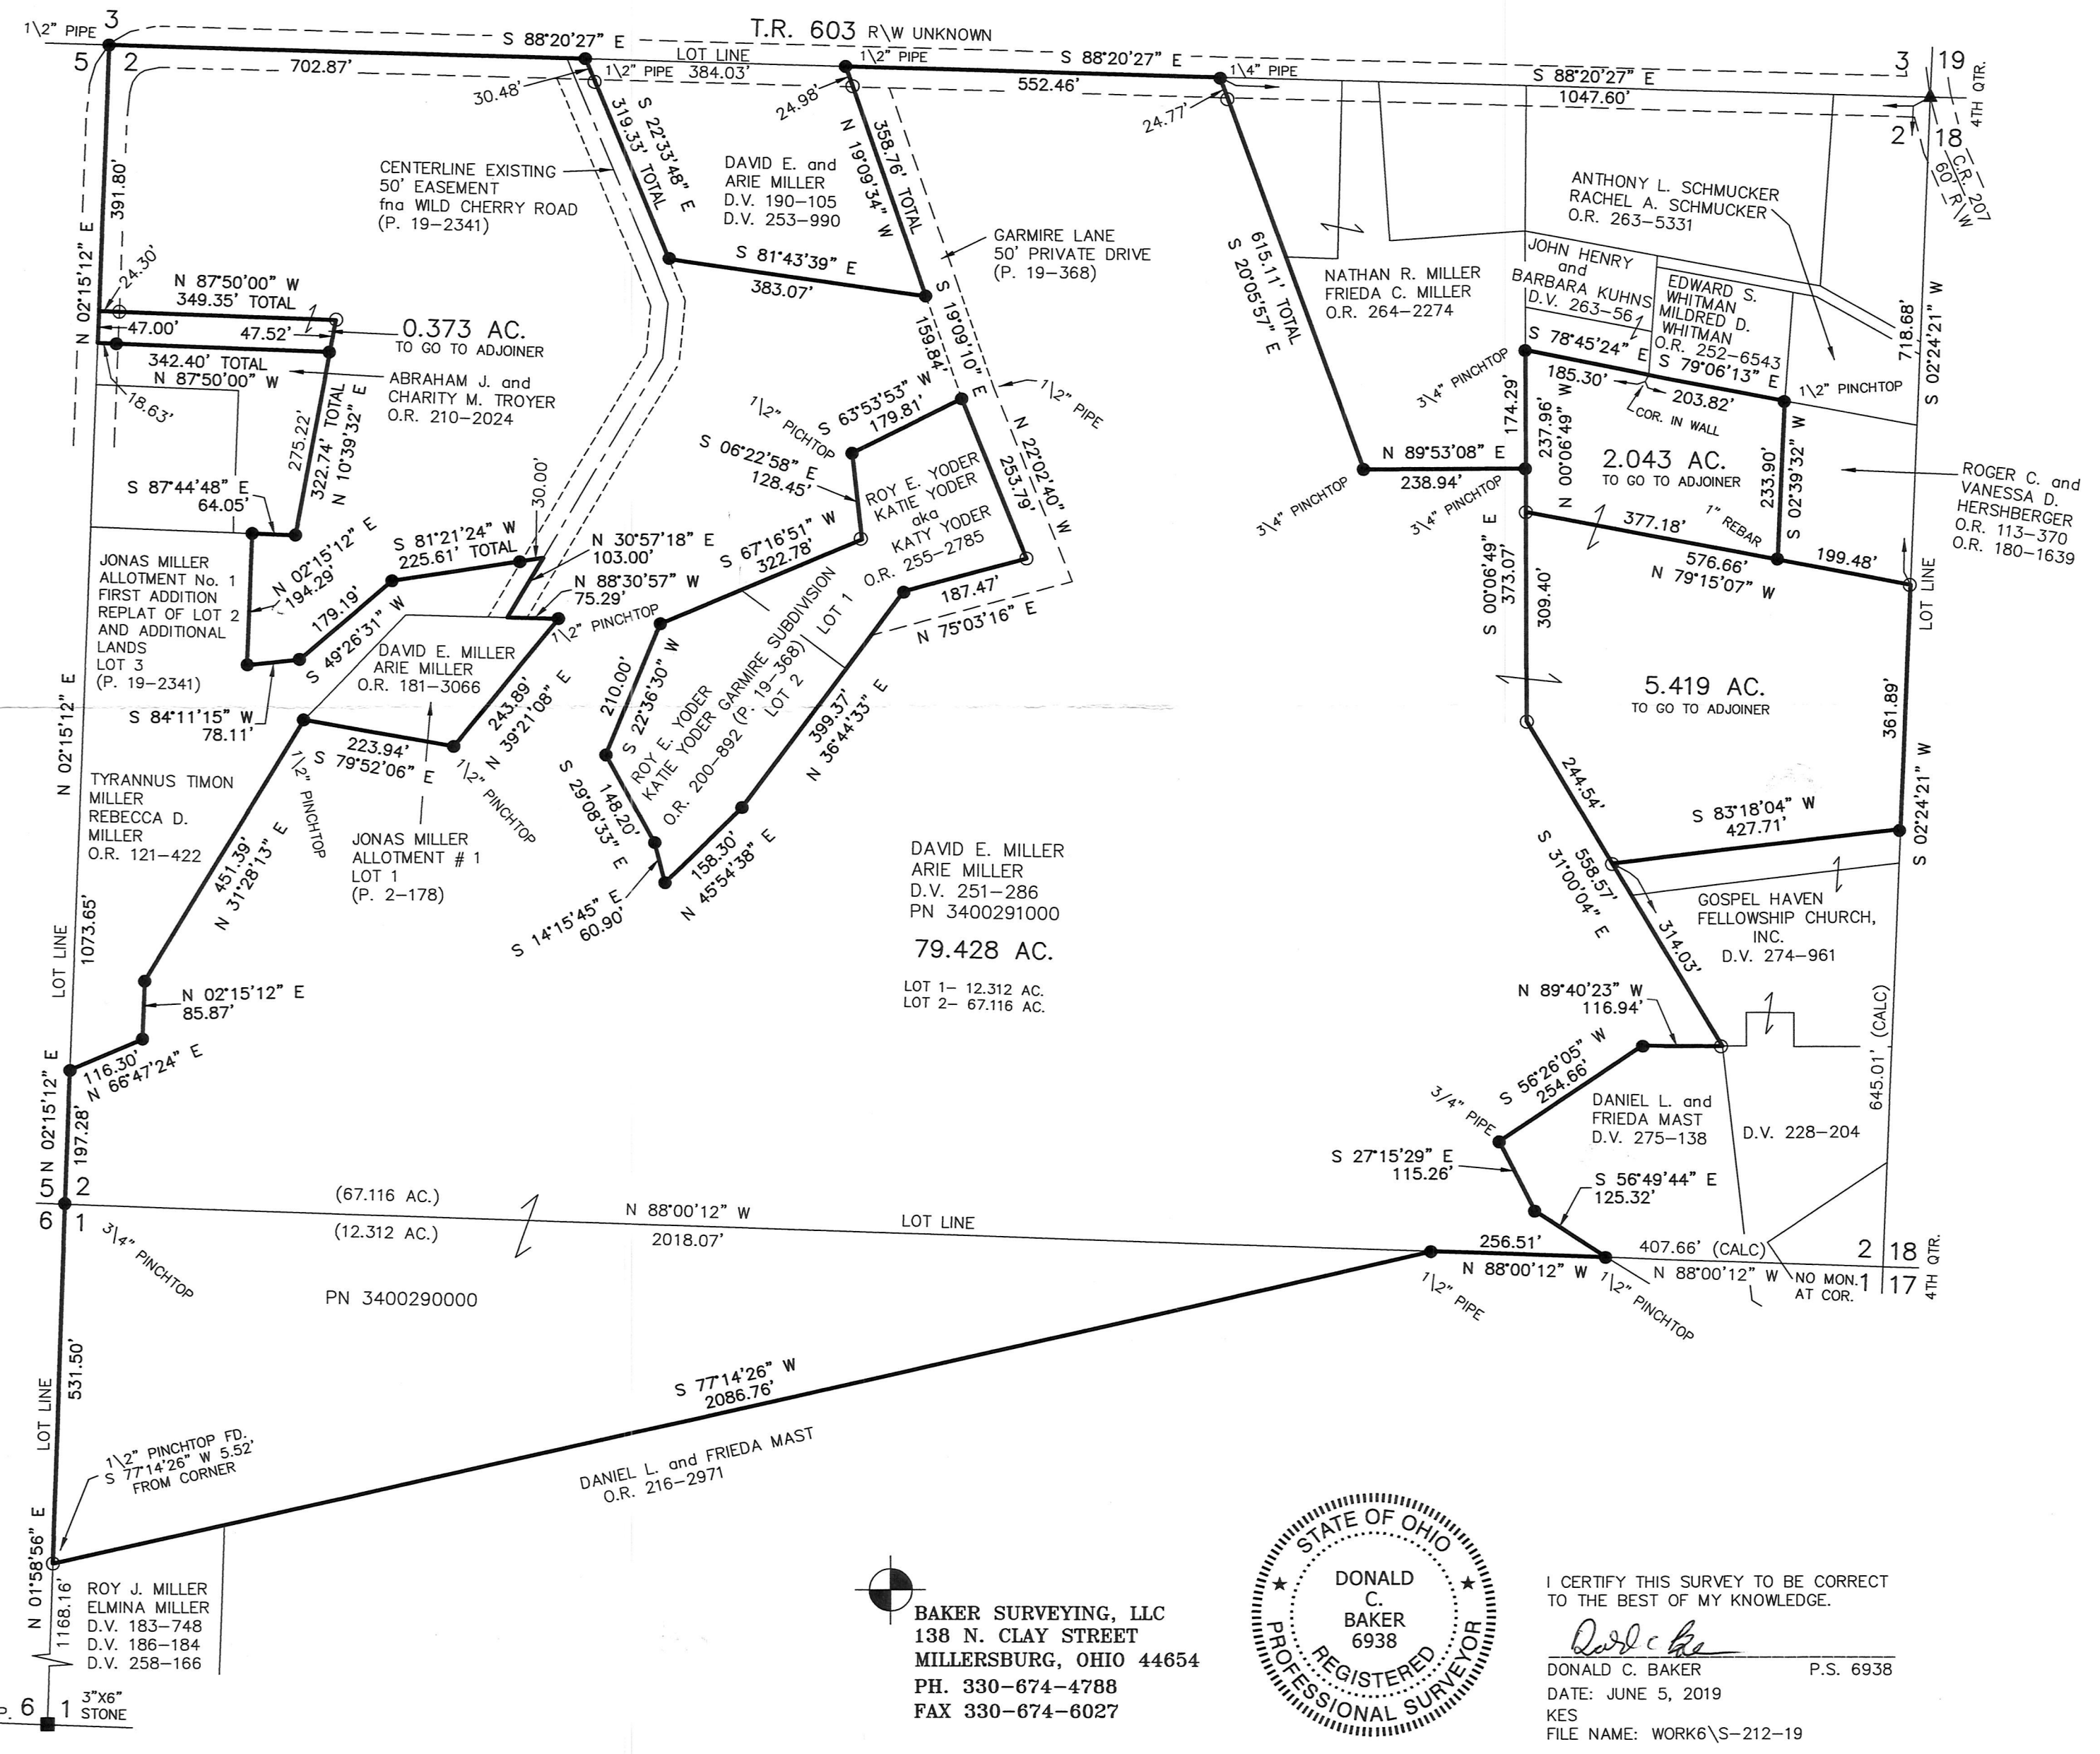 3
1\2" PIPE
5
2
S 88°20'27" E
702.87'
T.R. 603 R\W UNKNOWN
LOT LINE
1\2" PIPE
384.03'
30.48'
1\2" PIPE
S 88°20'27" E
552.46'
24.98'
1\4" PIPE
24.77'
S 88°20'27" E
1047.60'
3
19
2
18
4TH QTR.
C.R. 207
60' R\W
391.80'
N 02°15'12" E
24.30'
CENTERLINE EXISTING
50' EASEMENT
fna WILD CHERRY ROAD
(P. 19-2341)
S 22°33'48" E
319.33' TOTAL
DAVID E. and
ARIE MILLER
D.V. 190-105
D.V. 253-990
358.76' TOTAL
N 19°09'34" W
S 81°43'39" E
383.07'
GARMIRE LANE
50' PRIVATE DRIVE
(P. 19-368)
615.11' TOTAL
S 20°05'57" E
NATHAN R. MILLER
FRIEDA C. MILLER
O.R. 264-2274
ANTHONY L. SCHMUCKER
RACHEL A. SCHMUCKER
O.R. 263-5331
JOHN HENRY
and
BARBARA KUHNS
D.V. 263-561
EDWARD S.
WHITMAN
MILDRED D.
WHITMAN
O.R. 252-6543
718.68'
S 02°24'21" W
N 87°50'00" W
349.35' TOTAL
47.00'
47.52'
0.373 AC.
TO GO TO ADJOINER
342.40' TOTAL
N 87°50'00" W
18.63'
ABRAHAM J. and
CHARITY M. TROYER
O.R. 210-2024
275.22'
322.74' TOTAL
N 10°39'32" E
S 87°44'48" E
64.05'
159.84'
S 19°09'10" E
1\2" PIPE
S 63°53'53" W
179.81'
1\2" PICHTOP
S 06°22'58" E
128.45'
ROY E. YODER
KATIE YODER
aka
KATY YODER
O.R. 255-2785
N 22°02'40" W
253.79'
187.47'
N 75°03'16" E
3\4" PINCHTOP
S 78°45'24" E
185.30'
S 79°06'13" E
203.82'
COR. IN WALL
1\2" PINCHTOP
174.29'
237.96'
N 00°06'49" W
2.043 AC.
TO GO TO ADJOINER
233.90'
S 02°39'32" W
ROGER C. and
VANESSA D.
HERSHBERGER
O.R. 113-370
O.R. 180-1639
N 89°53'08" E
238.94'
3\4" PINCHTOP
3\4" PINCHTOP
377.18'
1" REBAR
576.66'
N 79°15'07" W
199.48'
S 00°06'49" E
373.07'
309.40'
LOT LINE
5.419 AC.
TO GO TO ADJOINER
361.89'
S 02°24'21" W
JONAS MILLER
ALLOTMENT No. 1
FIRST ADDITION
REPLAT OF LOT 2
AND ADDITIONAL
LANDS
LOT 3
(P. 19-2341)
N 02°15'12" E
194.29'
S 81°21'24" W
225.61' TOTAL
30.00'
N 30°57'18" E
103.00'
N 88°30'57" W
75.29'
1\2" PINCHTOP
179.19'
S 49°26'31" W
S 84°11'15" W
78.11'
DAVID E. MILLER
ARIE MILLER
O.R. 181-3066
243.89'
N 39°21'08" E
223.94'
S 79°52'06" E
1\2" PINCHTOP
1\2" PINCHTOP
JONAS MILLER
ALLOTMENT # 1
LOT 1
(P. 2-178)
S 67°16'51" W
322.78'
210.00'
S 22°36'30" W
ROY E. YODER
KATIE YODER
O.R. 200-892
GARMIRE SUBDIVISION
(P. 19-368)
LOT 1
LOT 2
399.37'
N 36°44'33" E
148.20'
S 29°08'33" E
S 14°15'45" E
60.90'
158.30'
N 45°54'38" E
N 02°15'12" E
TYRANNUS TIMON
MILLER
REBECCA D.
MILLER
O.R. 121-422
451.39'
N 31°28'13" E
LOT LINE
1073.65'
N 02°15'12" E
85.87'
116.30'
N 66°47'24" E
N 02°15'12" E
197.28'
DAVID E. MILLER
ARIE MILLER
D.V. 251-286
PN 3400291000
79.428 AC.
LOT 1- 12.312 AC.
LOT 2- 67.116 AC.
244.54'
S 83°18'04" W
427.71'
558.57'
S 31°00'04" E
314.03'
GOSPEL HAVEN
FELLOWSHIP CHURCH,
INC.
D.V. 274-961
N 89°40'23" W
116.94'
S 56°26'05" W
254.66'
3/4" PIPE
DANIEL L. and
FRIEDA MAST
D.V. 275-138
D.V. 228-204
645.01' (CALC)
S 27°15'29" E
115.26'
S 56°49'44" E
125.32'
5
2
6
1
3\4" PINCHTOP
(67.116 AC.)
(12.312 AC.)
N 88°00'12" W
2018.07'
LOT LINE
256.51'
N 88°00'12" W
1\2" PIPE
1\2" PINCHTOP
407.66' (CALC)
N 88°00'12" W
NO MON.
AT COR.
2
18
1
17
4TH QTR.
PN 3400290000
531.50'
LOT LINE
S 77°14'26" W
2086.76'
1\2" PINCHTOP FD.
S 77°14'26" W 5.52'
FROM CORNER
DANIEL L. and FRIEDA MAST
O.R. 216-2971
N 01°58'56" E
1168.16'
ROY J. MILLER
ELMINA MILLER
D.V. 183-748
D.V. 186-184
D.V. 258-166
6
1
3"X6"
STONE
BAKER SURVEYING, LLC
138 N. CLAY STREET
MILLERSBURG, OHIO 44654
PH. 330-674-4788
FAX 330-674-6027
STATE OF OHIO
DONALD
C.
BAKER
6938
REGISTERED
PROFESSIONAL SURVEYOR
I CERTIFY THIS SURVEY TO BE CORRECT
TO THE BEST OF MY KNOWLEDGE.
DONALD C. BAKER P.S. 6938
DATE: JUNE 5, 2019
KES
FILE NAME: WORK6\S-212-19